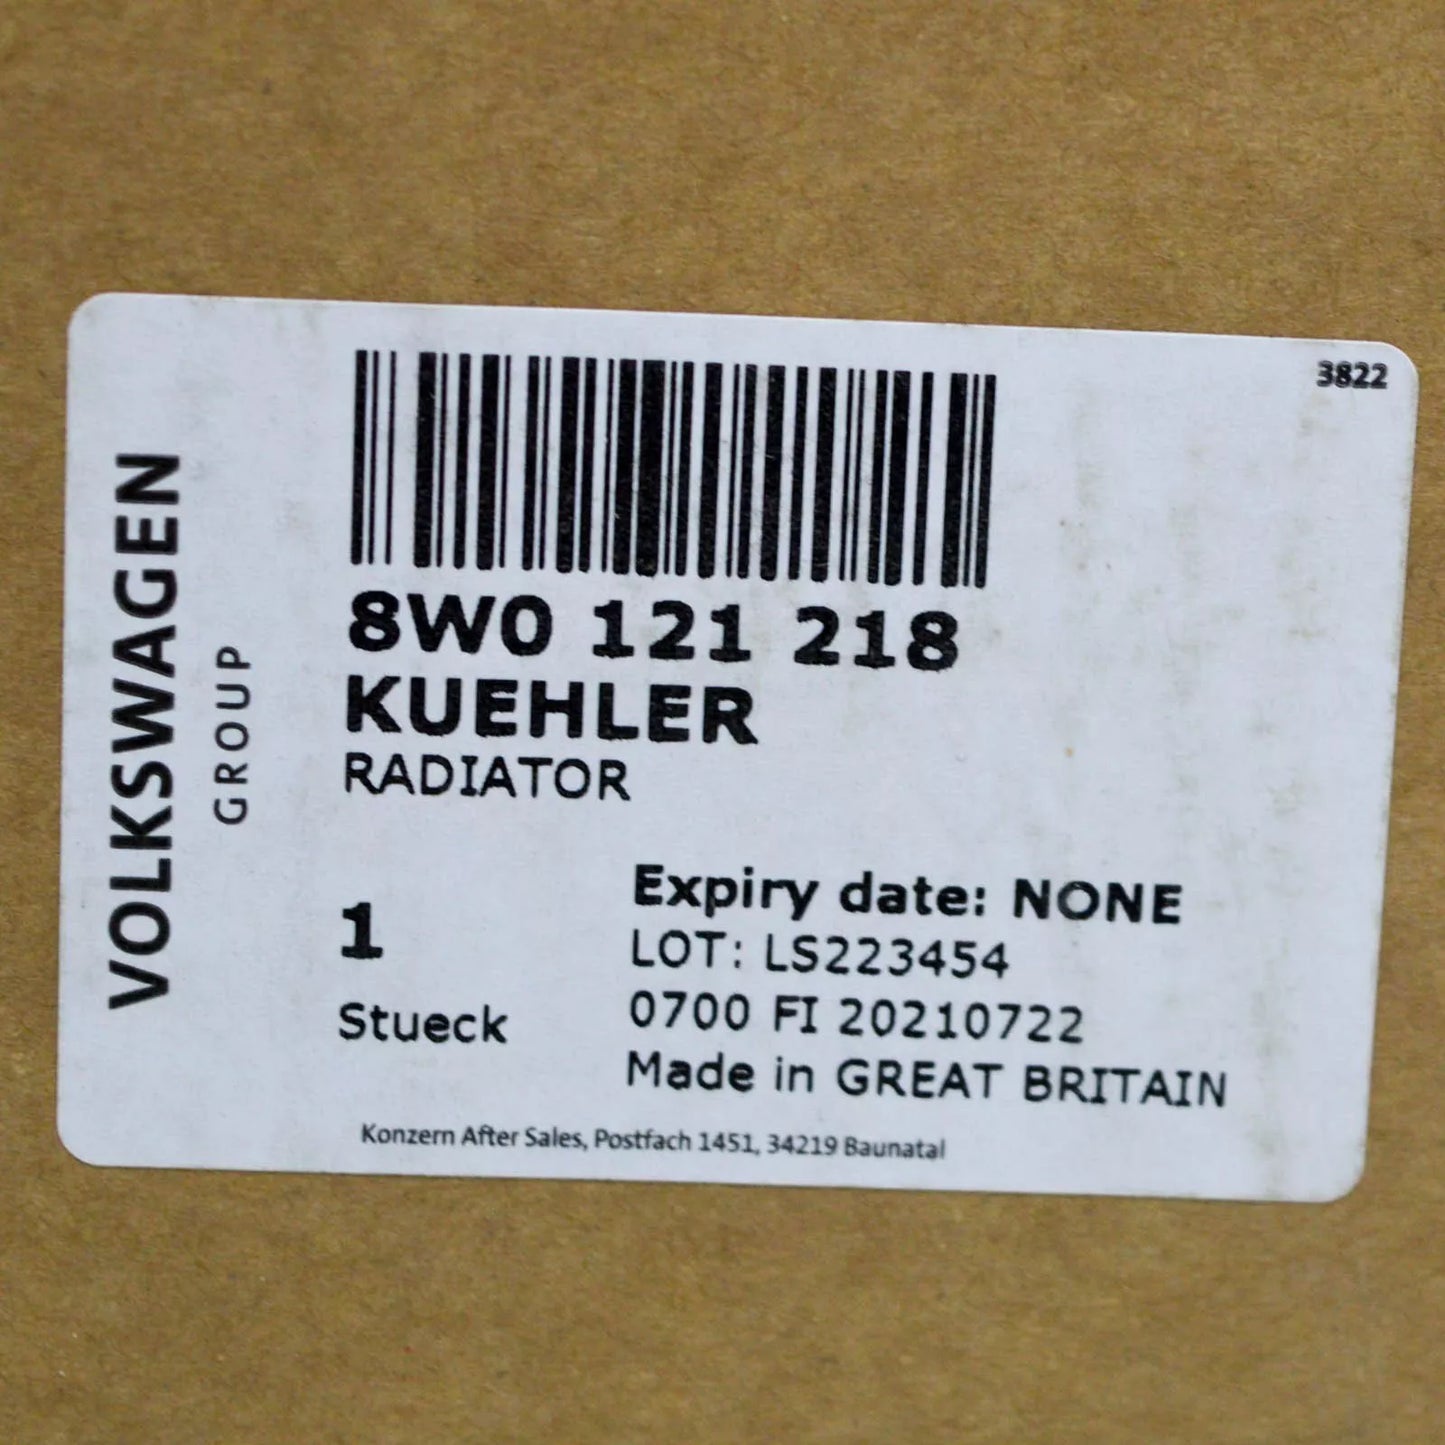 3822
VOLKSWAGEN
GROUP
8W0 121 218
KUEHLER
RADIATOR
1
Stueck
Expiry date: NONE
LOT: LS223454
0700 FI 20210722
Made in GREAT BRITAIN
Konzern After Sales, Postfach 1451, 34219 Baunatal